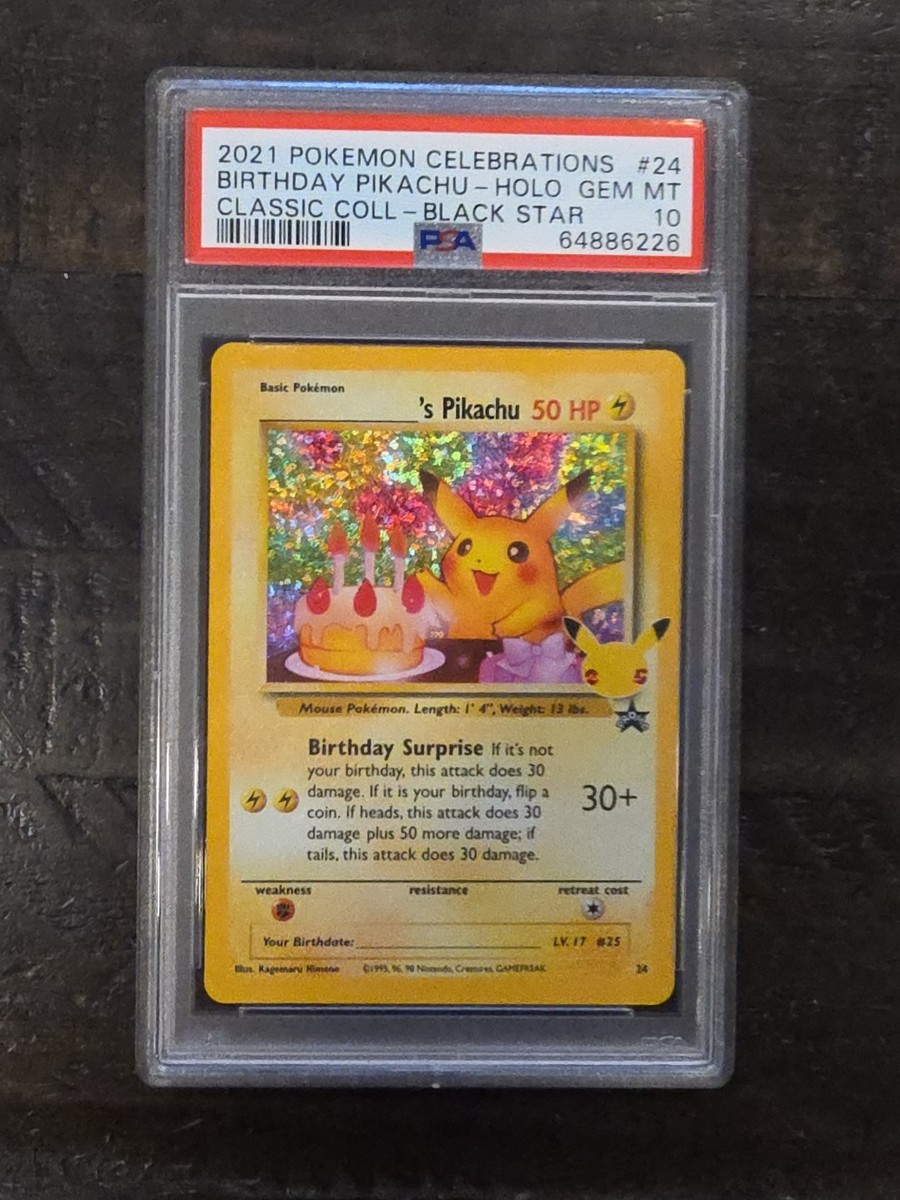 2021 POKEMON CELEBRATIONS #24
BIRTHDAY PIKACHU - HOLO GEM MT
CLASSIC COLL - BLACK STAR 10
PSA 64886226
Basic Pokémon
____________'s Pikachu 50 HP
Mouse Pokémon. Length: 1' 4", Weight: 13 lbs.
Birthday Surprise If it's not
your birthday, this attack does 30
damage. If it is your birthday, flip a
coin. If heads, this attack does 30
damage plus 50 more damage; if
tails, this attack does 30 damage.
30+
weakness resistance retreat cost
Your Birthdate:____________ LV. 17 #25
Illus. Kagemaru Himeno ©1995, 96, 98 Nintendo, Creatures, GAMEFREAK 24